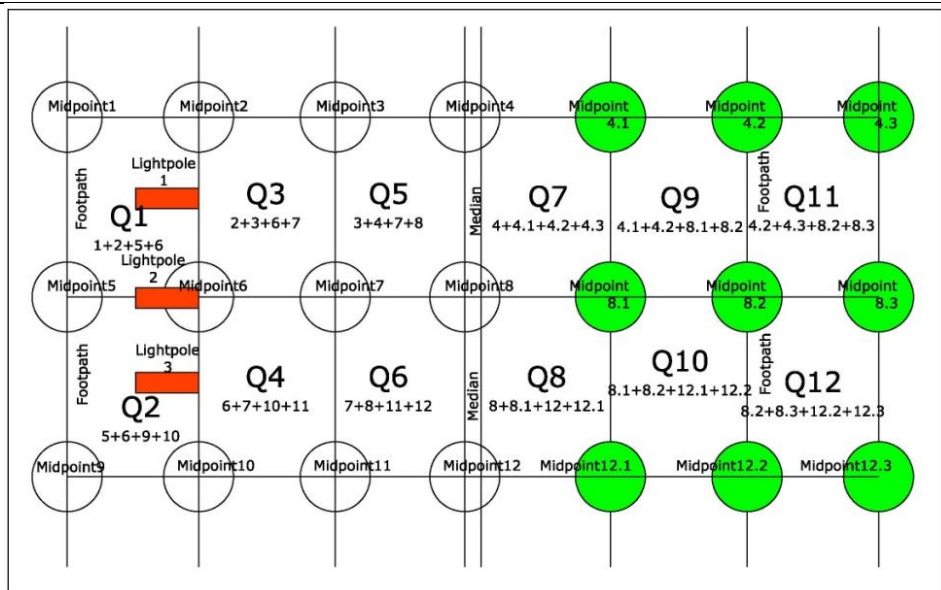 Midpoint1
Midpoint2
Midpoint3
Midpoint4
Midpoint
4.1
Midpoint
4.2
Midpoint
4.3
Footpath
Lightpole
1
Q1
1+2+5+6
Q3
2+3+6+7
Q5
3+4+7+8
Median
Q7
4+4.1+4.2+4.3
Q9
4.1+4.2+8.1+8.2
Footpath
Q11
4.2+4.3+8.2+8.3
Lightpole
2
Midpoint5
Midpoint6
Midpoint7
Midpoint8
Midpoint
8.1
Midpoint
8.2
Midpoint
8.3
Footpath
Lightpole
3
Q2
5+6+9+10
Q4
6+7+10+11
Q6
7+8+11+12
Median
Q8
8+8.1+12+12.1
Q10
8.1+8.2+12.1+12.2
Footpath
Q12
8.2+8.3+12.2+12.3
Midpoint9
Midpoint10
Midpoint11
Midpoint12
Midpoint12.1
Midpoint12.2
Midpoint12.3